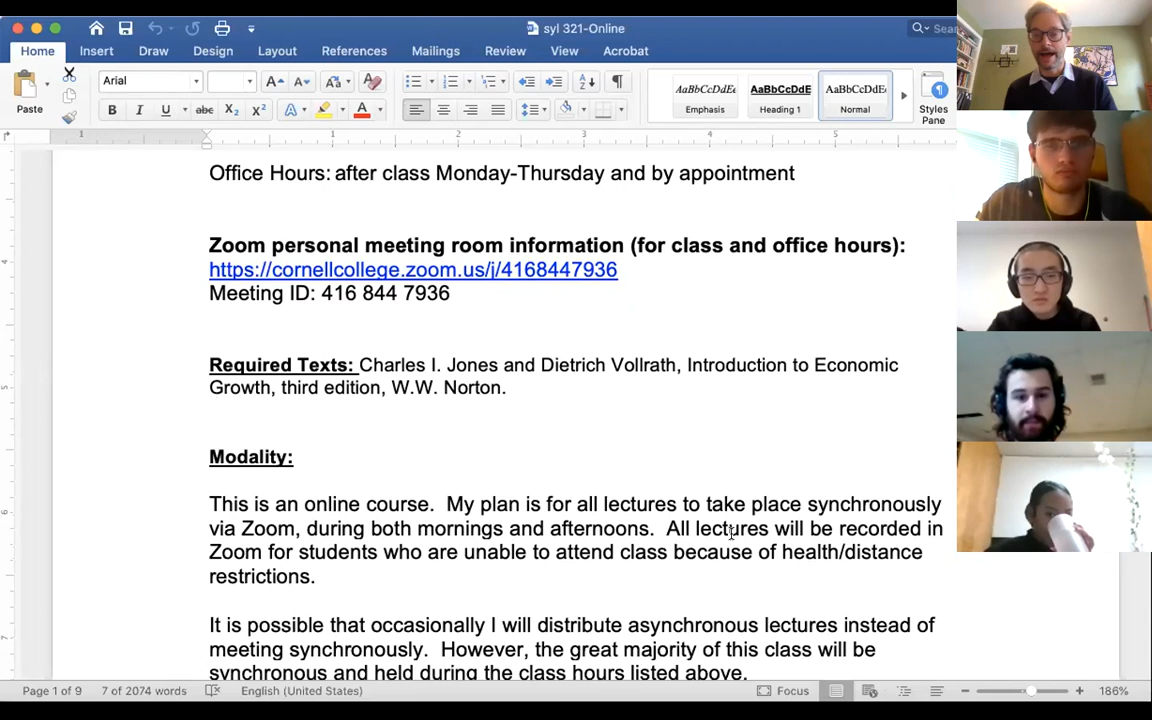 syl 321-Online
Sear
Home Insert Draw Design Layout References Mailings Review View Acrobat
Paste
Arial
AaBbCcDdEe AaBbCcDdE AaBbCcDdEe
Emphasis Heading 1 Normal
Styles
Pane
1 1 2 3 4 5
Office Hours: after class Monday-Thursday and by appointment
Zoom personal meeting room information (for class and office hours):
https://cornellcollege.zoom.us/j/4168447936
Meeting ID: 416 844 7936
Required Texts: Charles I. Jones and Dietrich Vollrath, Introduction to Economic
Growth, third edition, W.W. Norton.
Modality:
This is an online course. My plan is for all lectures to take place synchronously
via Zoom, during both mornings and afternoons. All lectures will be recorded in
Zoom for students who are unable to attend class because of health/distance
restrictions.
It is possible that occasionally I will distribute asynchronous lectures instead of
meeting synchronously. However, the great majority of this class will be
synchronous and held during the class hours listed above.
Page 1 of 9 7 of 2074 words English (United States) Focus 186%